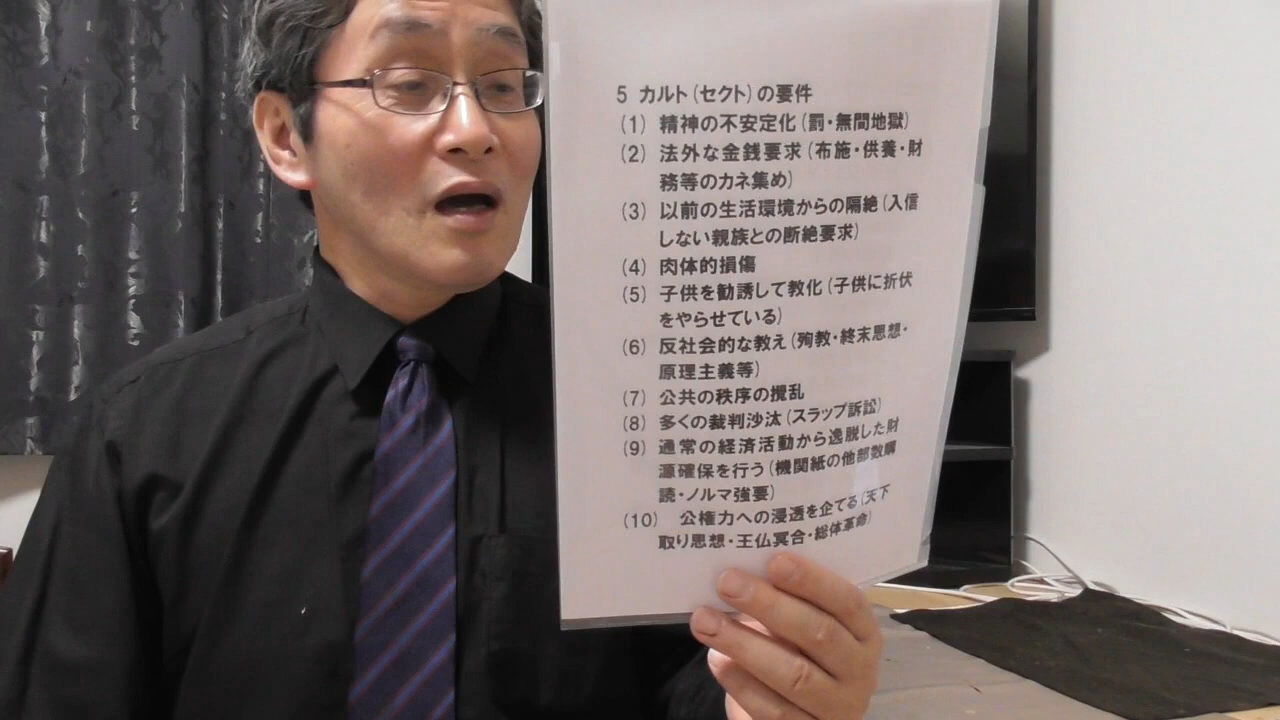 5 カルト(セクト)の要件
(1) 精神の不安定化(罰・無間地獄)
(2) 法外な金銭要求(布施・供養・財
務等のカネ集め)
(3) 以前の生活環境からの隔絶(入信
しない親族との断絶要求)
(4) 肉体的損傷
(5) 子供を勧誘して教化(子供に折伏
をやらせている)
(6) 反社会的な教え(殉教・終末思想・
原理主義等)
(7) 公共の秩序の攪乱
(8) 多くの裁判沙汰(スラップ訴訟)
(9) 通常の経済活動から逸脱した財
源確保を行う(機関紙の他部数購
読・ノルマ強要)
(10) 公権力への浸透を企てる(天下
取り思想・王仏冥合・総体革命)